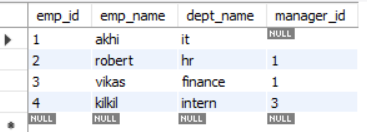 emp_id emp_name dept_name manager_id
1 akhi it NULL
2 robert hr 1
3 vikas finance 1
4 kilkil intern 3
NULL NULL NULL NULL